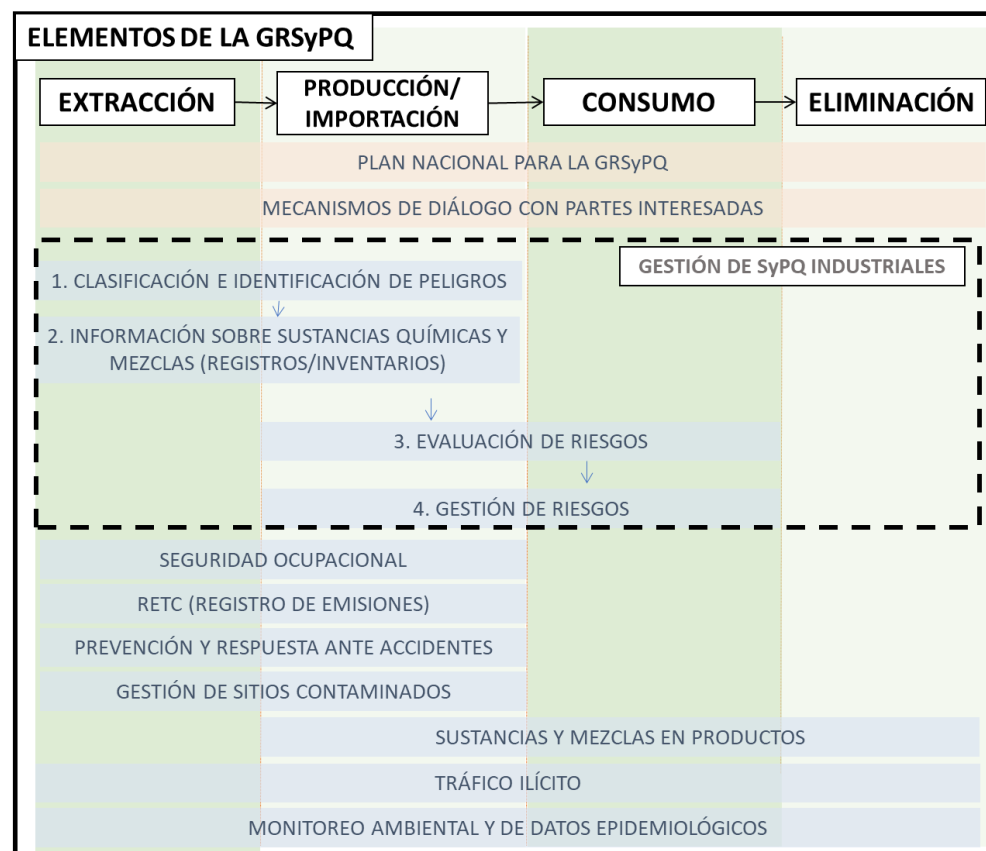 ELEMENTOS DE LA GRSyPQ
EXTRACCIÓN
PRODUCCIÓN/
IMPORTACIÓN
CONSUMO
ELIMINACIÓN
PLAN NACIONAL PARA LA GRSyPQ
MECANISMOS DE DIÁLOGO CON PARTES INTERESADAS
GESTIÓN DE SyPQ INDUSTRIALES
1. CLASIFICACIÓN E IDENTIFICACIÓN DE PELIGROS
2. INFORMACIÓN SOBRE SUSTANCIAS QUÍMICAS Y
MEZCLAS (REGISTROS/INVENTARIOS)
3. EVALUACIÓN DE RIESGOS
4. GESTIÓN DE RIESGOS
SEGURIDAD OCUPACIONAL
RETC (REGISTRO DE EMISIONES)
PREVENCIÓN Y RESPUESTA ANTE ACCIDENTES
GESTIÓN DE SITIOS CONTAMINADOS
SUSTANCIAS Y MEZCLAS EN PRODUCTOS
TRÁFICO ILÍCITO
MONITOREO AMBIENTAL Y DE DATOS EPIDEMIOLÓGICOS